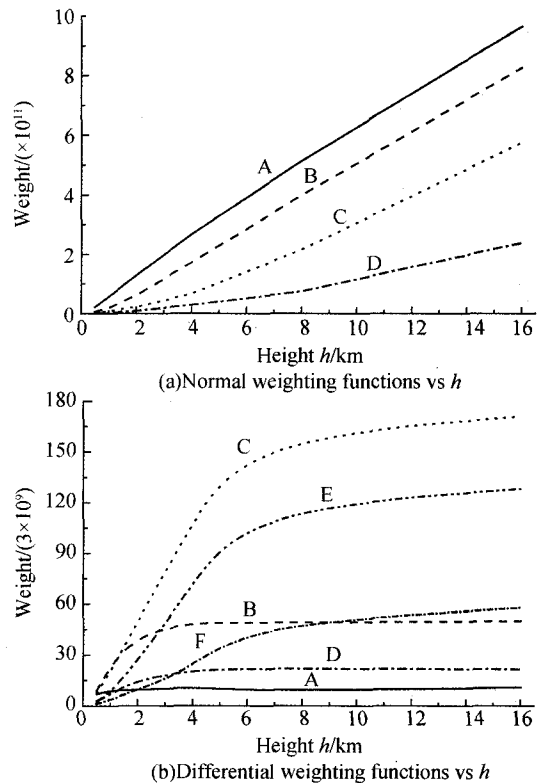 10
8
6
4
2
0
Weight/(×10¹¹)
A
B
C
D
0 2 4 6 8 10 12 14 16
Height h/km
(a)Normal weighting functions vs h
180
150
120
90
60
30
0
Weight/(3×10⁹)
C
E
B
F
D
A
0 2 4 6 8 10 12 14 16
Height h/km
(b)Differential weighting functions vs h